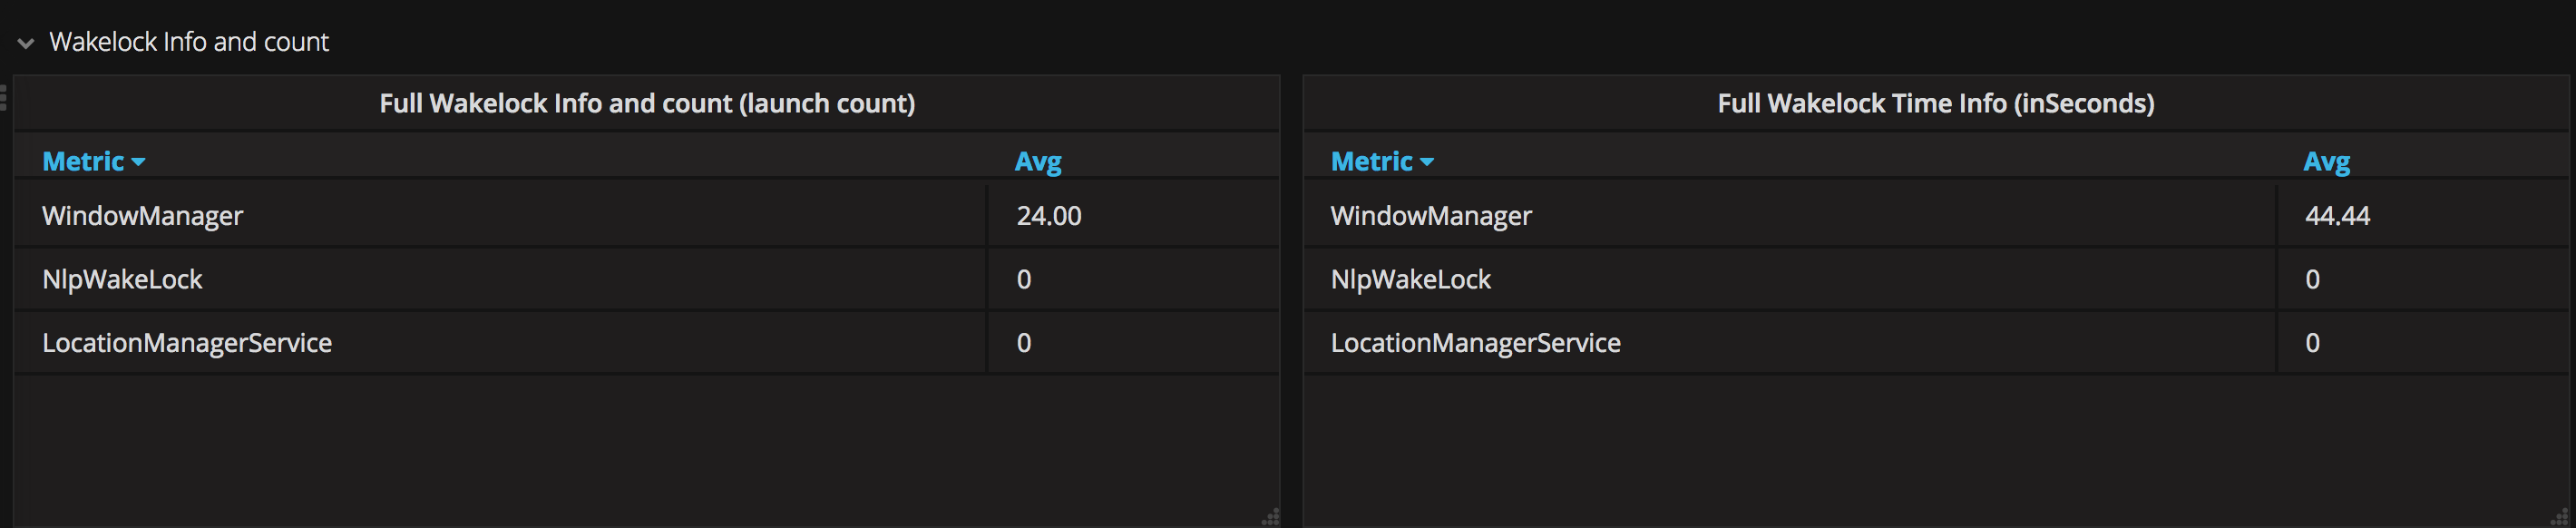 Wakelock Info and count
Full Wakelock Info and count (launch count)
Metric Avg
WindowManager 24.00
NlpWakeLock 0
LocationManagerService 0
Full Wakelock Time Info (inSeconds)
Metric Avg
WindowManager 44.44
NlpWakeLock 0
LocationManagerService 0